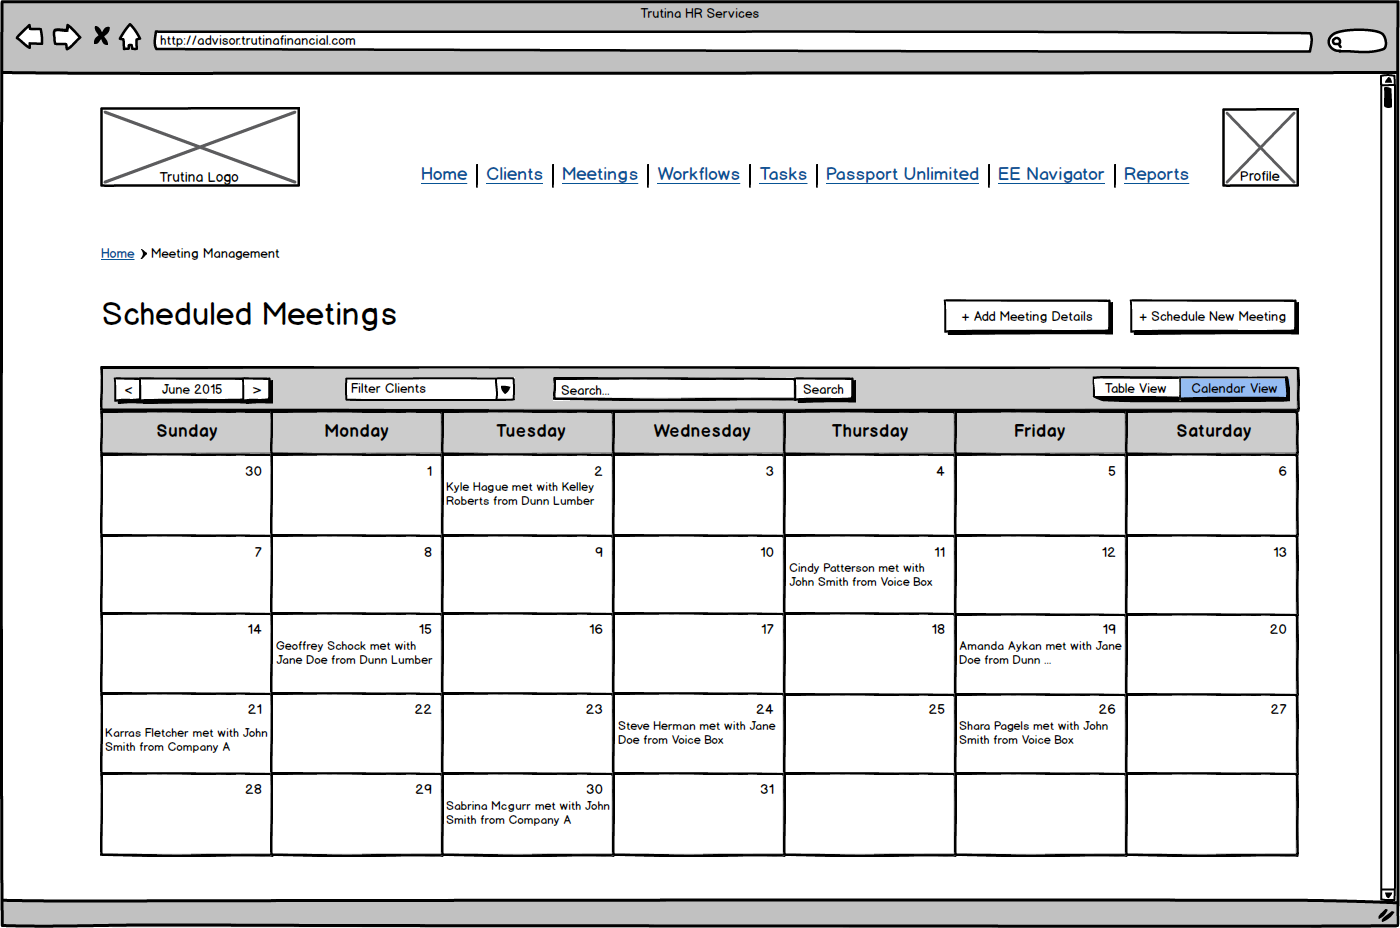 Trutina HR Services
http://advisor.trutinafinancial.com
Trutina Logo
Home | Clients | Meetings | Workflows | Tasks | Passport Unlimited | EE Navigator | Reports
Profile
Home > Meeting Management
Scheduled Meetings
+ Add Meeting Details
+ Schedule New Meeting
< June 2015 >
Filter Clients
Search...
Search
Table View
Calendar View
Sunday Monday Tuesday Wednesday Thursday Friday Saturday
30 1 2 3 4 5 6
Kyle Hague met with Kelley
Roberts from Dunn Lumber
7 8 9 10 11 12 13
Cindy Patterson met with
John Smith from Voice Box
14 15 16 17 18 19 20
Geoffrey Schock met with
Jane Doe from Dunn Lumber
Amanda Aykan met with Jane
Doe from Dunn ...
21 22 23 24 25 26 27
Karras Fletcher met with John
Smith from Company A
Steve Herman met with Jane
Doe from Voice Box
Shara Pagels met with John
Smith from Voice Box
28 29 30 31
Sabrina Mcgurr met with John
Smith from Company A